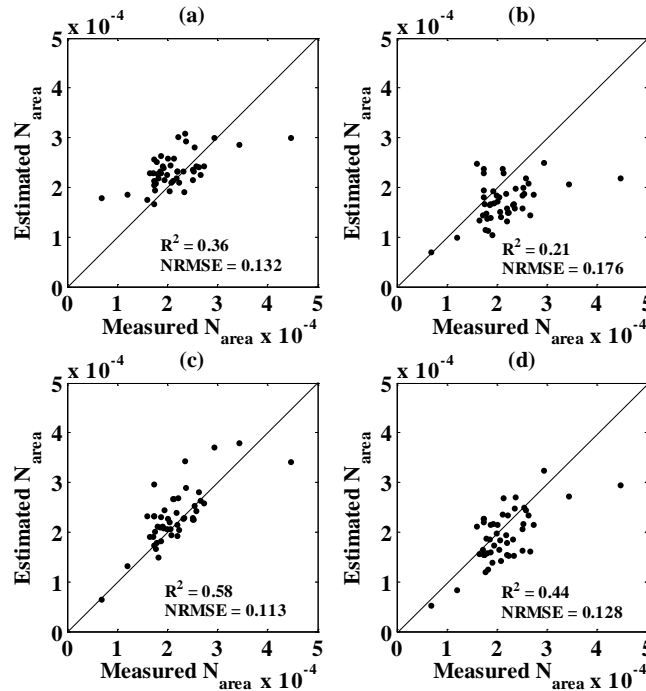 (a)
x 10⁻⁴
5
4
3
2
1
0
Estimated N_area
R² = 0.36
NRMSE = 0.132
0 1 2 3 4 5
Measured N_area x 10⁻⁴
(b)
x 10⁻⁴
5
4
3
2
1
0
Estimated N_area
R² = 0.21
NRMSE = 0.176
0 1 2 3 4 5
Measured N_area x 10⁻⁴
(c)
x 10⁻⁴
5
4
3
2
1
0
Estimated N_area
R² = 0.58
NRMSE = 0.113
0 1 2 3 4 5
Measured N_area x 10⁻⁴
(d)
x 10⁻⁴
5
4
3
2
1
0
Estimated N_area
R² = 0.44
NRMSE = 0.128
0 1 2 3 4 5
Measured N_area x 10⁻⁴